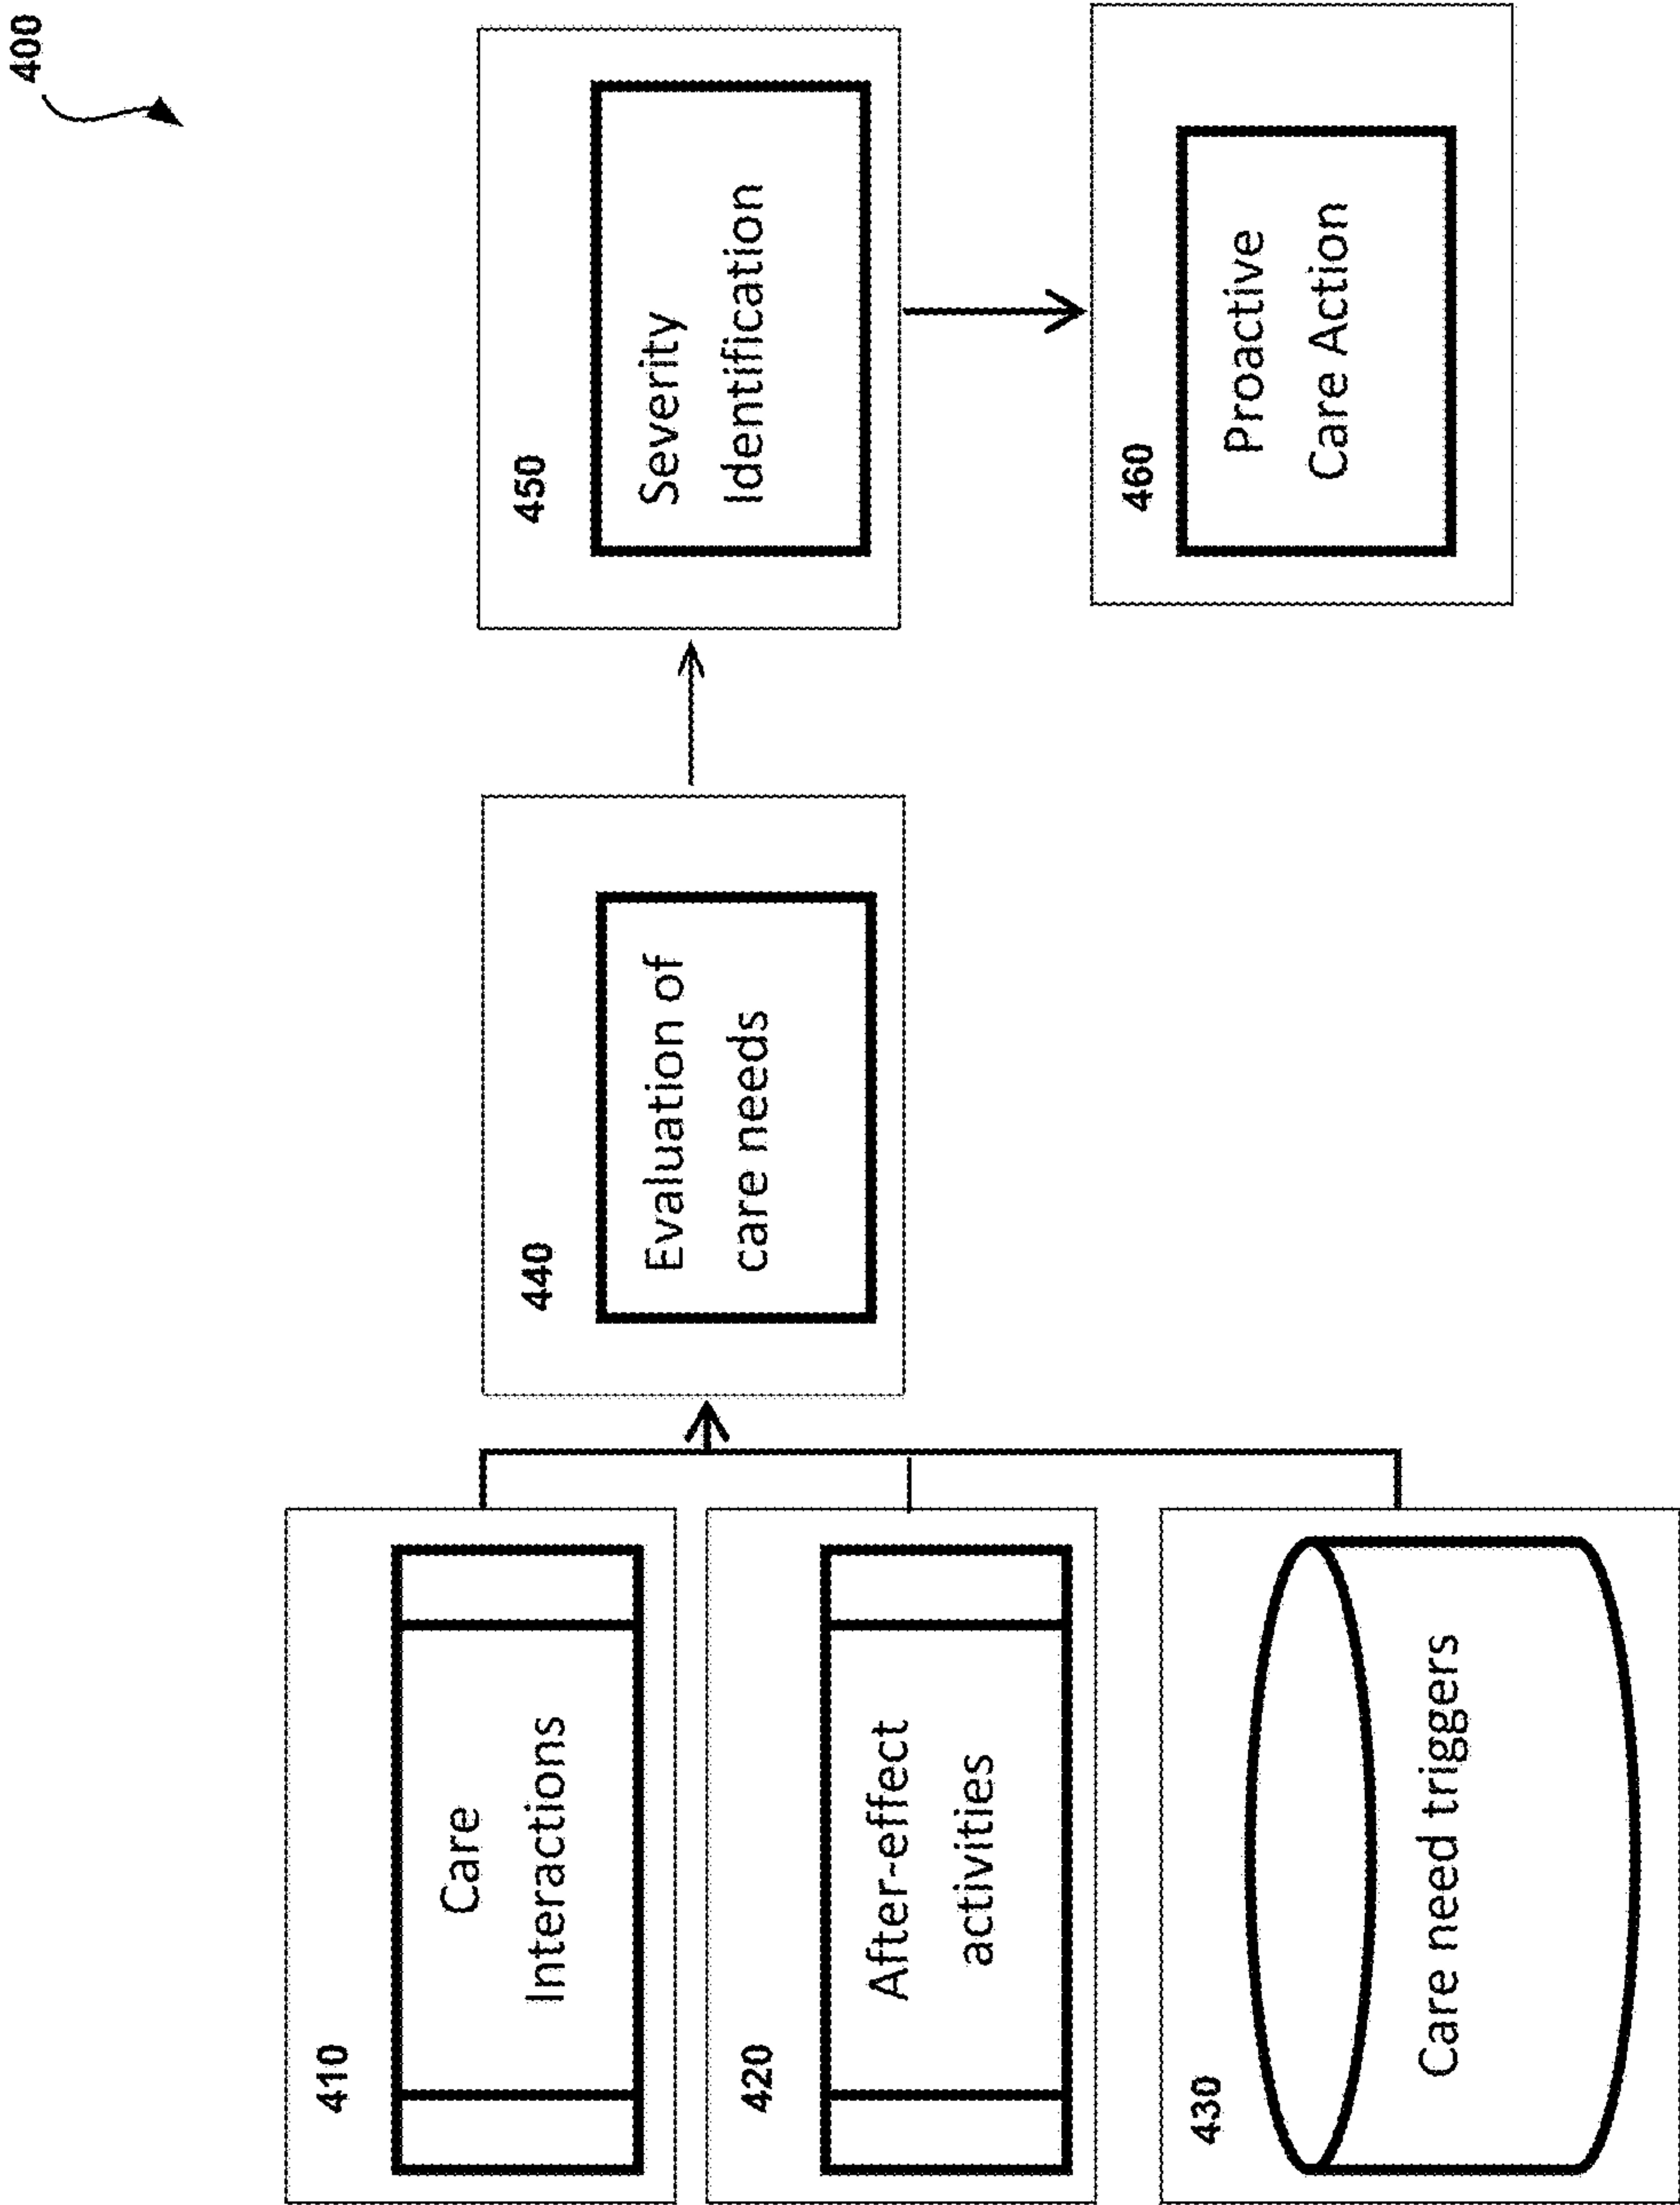 400
410
Care
Interactions
420
After-effect
activities
430
Care need triggers
440
Evaluation of
care needs
450
Severity
Identification
460
Proactive
Care Action